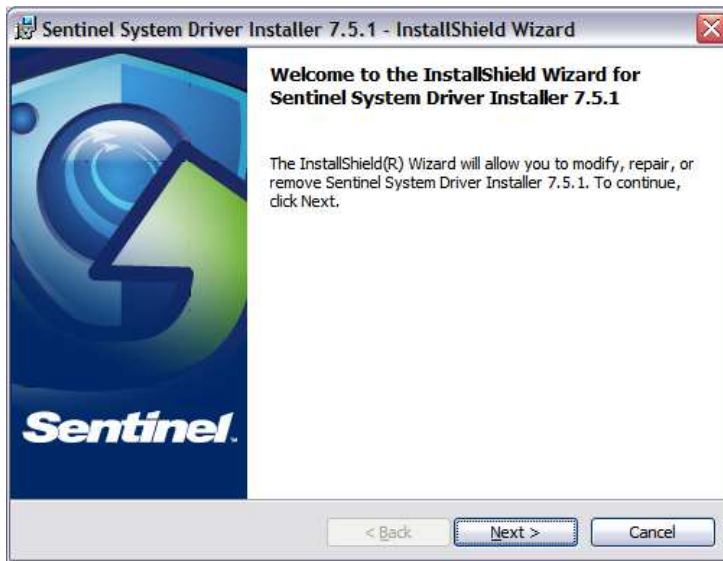 Sentinel System Driver Installer 7.5.1 - InstallShield Wizard
Welcome to the InstallShield Wizard for
Sentinel System Driver Installer 7.5.1
The InstallShield(R) Wizard will allow you to modify, repair, or
remove Sentinel System Driver Installer 7.5.1. To continue,
click Next.
Sentinel™
< Back Next > Cancel